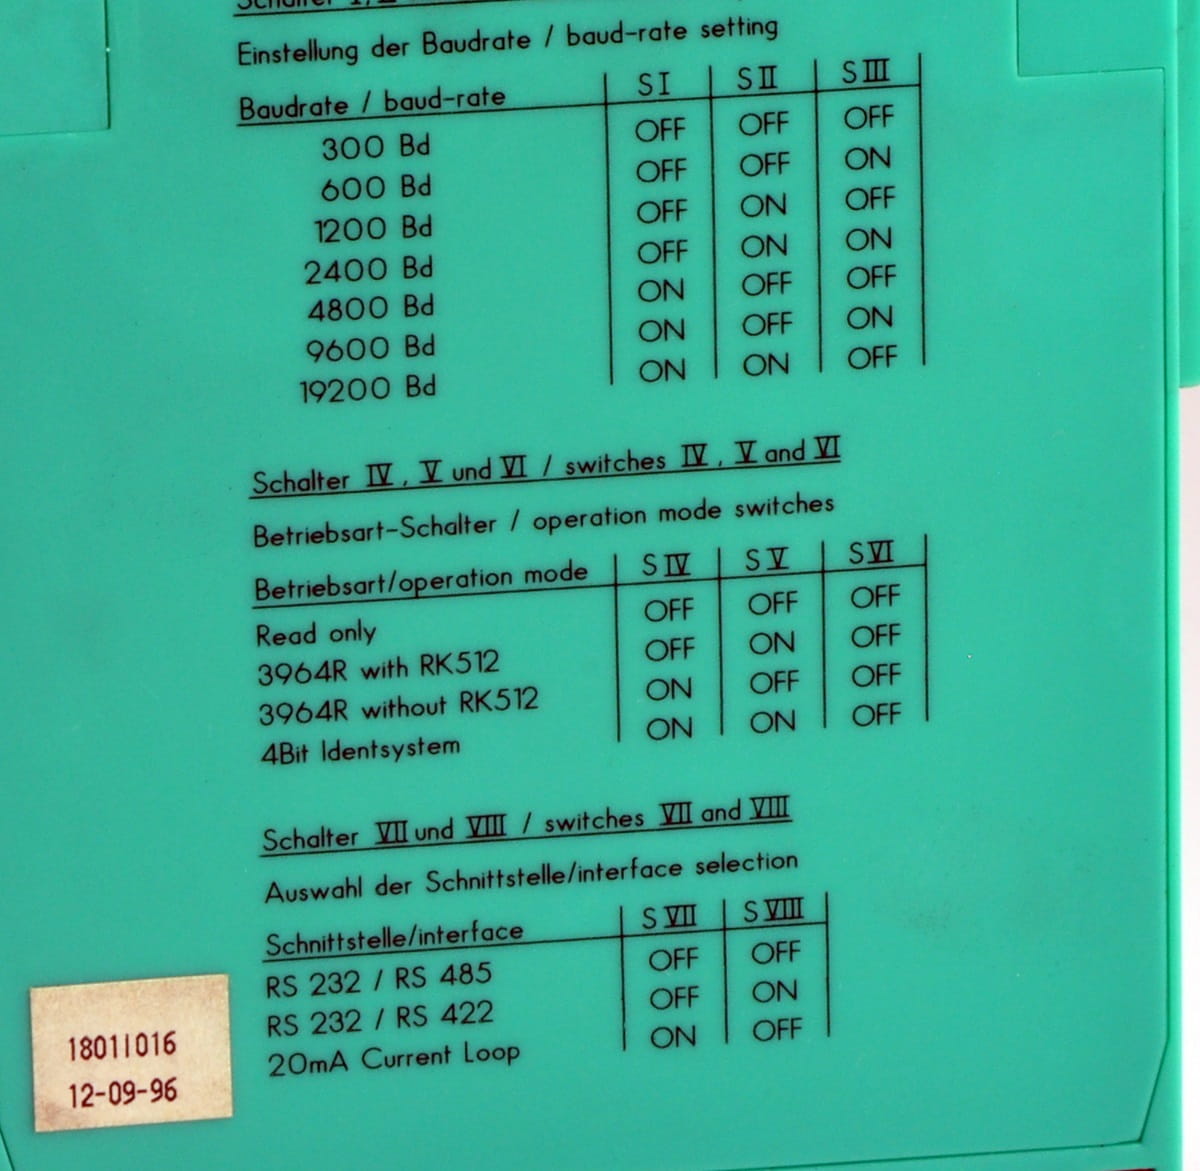 Einstellung der Baudrate / baud-rate setting
Baudrate / baud-rate SI SII SIII
300 Bd OFF OFF OFF
600 Bd OFF OFF ON
1200 Bd OFF ON OFF
2400 Bd OFF ON ON
4800 Bd ON OFF OFF
9600 Bd ON OFF ON
19200 Bd ON ON OFF
Schalter IV, V und VI / switches IV, V and VI
Betriebsart-Schalter / operation mode switches
Betriebsart/operation mode SIV SV SVI
Read only OFF OFF OFF
3964R with RK512 OFF ON OFF
3964R without RK512 ON OFF OFF
4Bit Identsystem ON ON OFF
Schalter VII und VIII / switches VII and VIII
Auswahl der Schnittstelle/interface selection
Schnittstelle/interface SVII SVIII
RS 232 / RS 485 OFF OFF
RS 232 / RS 422 OFF ON
20mA Current Loop ON OFF
18011016
12-09-96